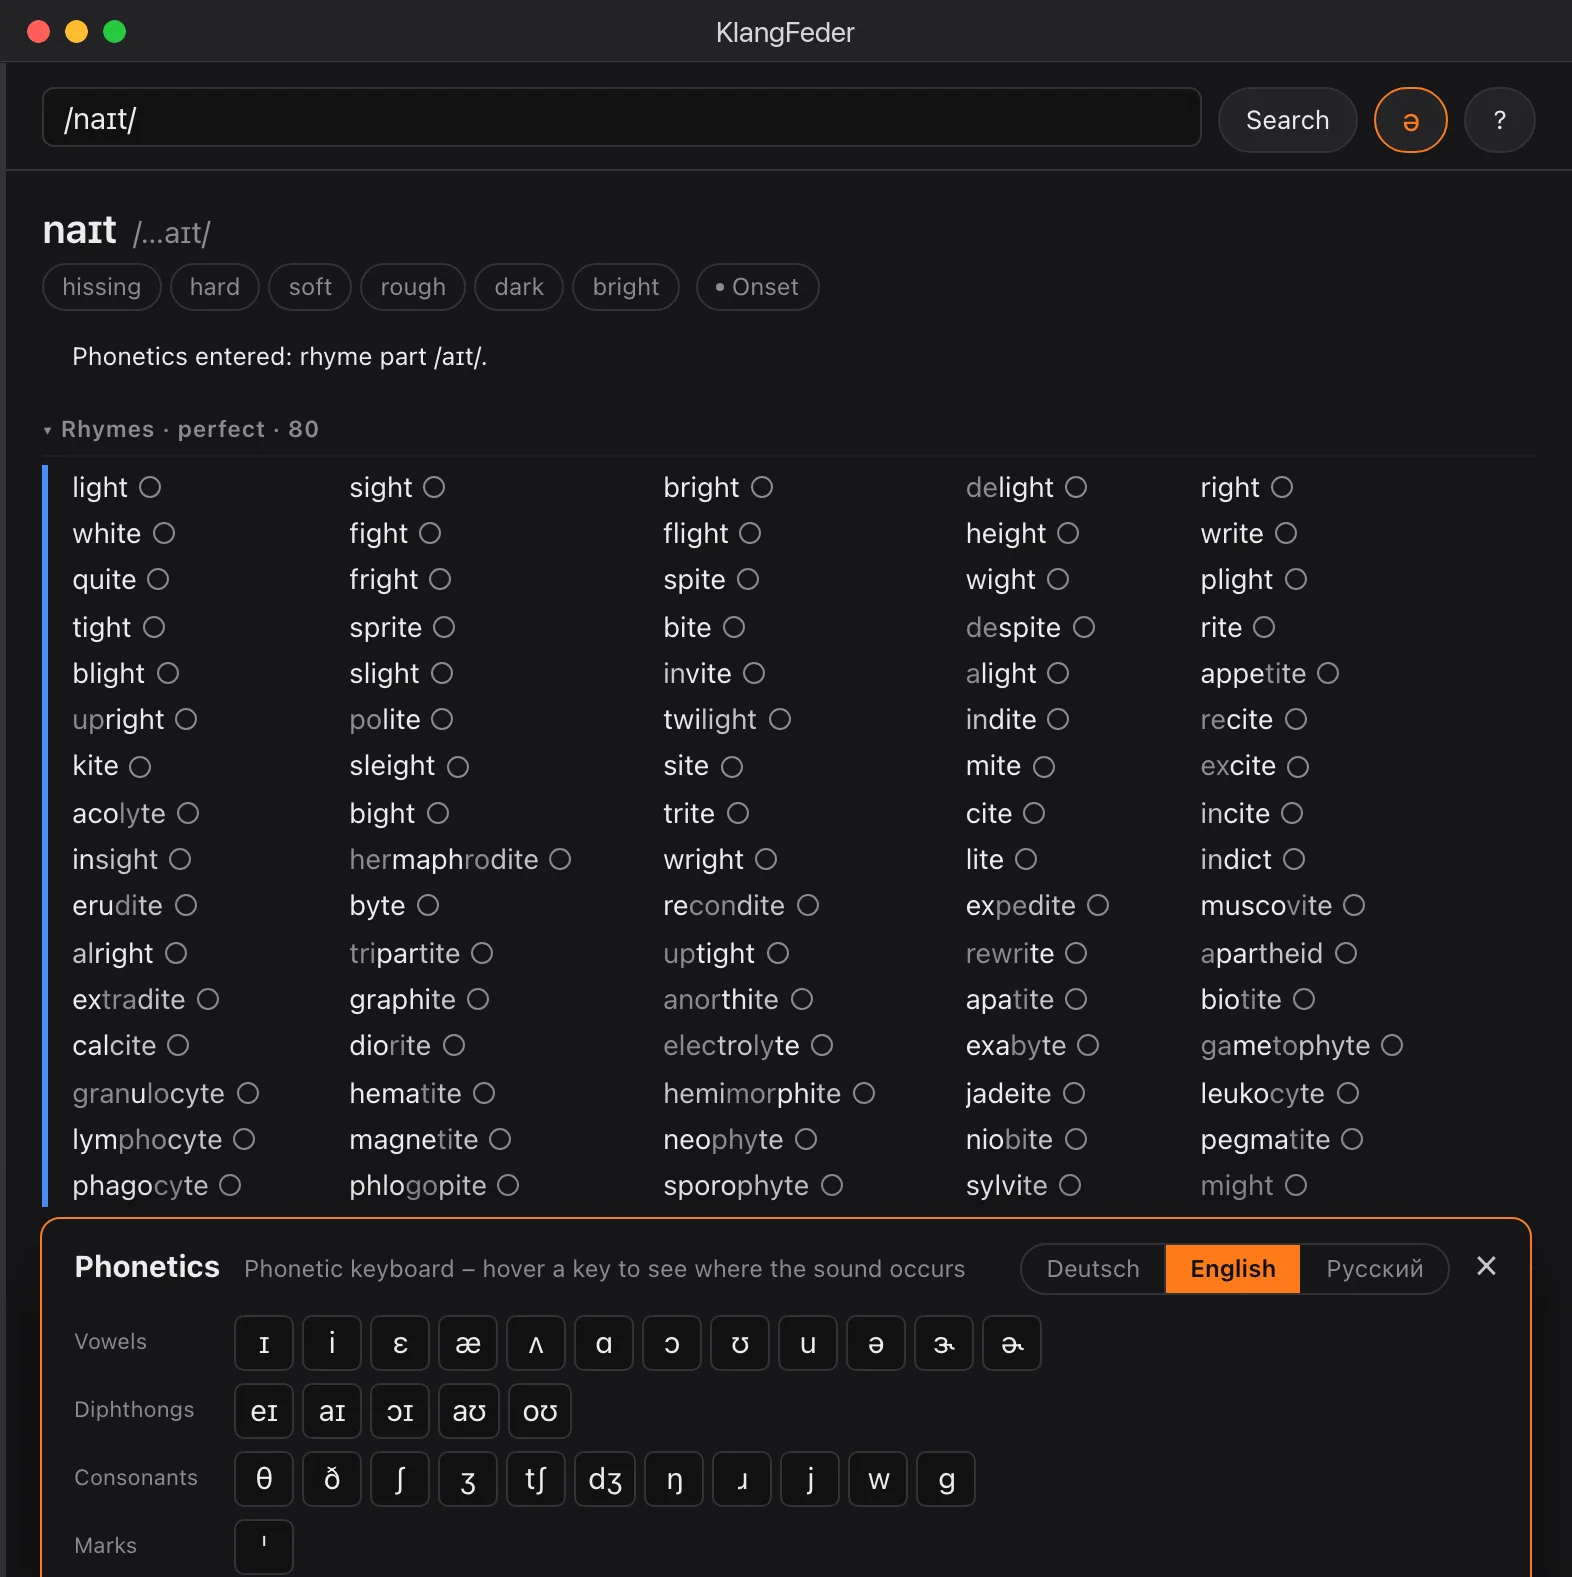 KlangFeder
/naɪt/ Search ə ?
naɪt /…aɪt/
hissing hard soft rough dark bright • Onset
Phonetics entered: rhyme part /aɪt/.
▾ Rhymes · perfect · 80
light sight bright delight right
white fight flight height write
quite fright spite wight plight
tight sprite bite despite rite
blight slight invite alight appetite
upright polite twilight indite recite
kite sleight site mite excite
acolyte bight trite cite incite
insight hermaphrodite wright lite indict
erudite byte recondite expedite muscovite
alright tripartite uptight rewrite apartheid
extradite graphite anorthite apatite biotite
calcite diorite electrolyte exabyte gametophyte
granulocyte hematite hemimorphite jadeite leukocyte
lymphocyte magnetite neophyte niobite pegmatite
phagocyte phlogopite sporophyte sylvite might
Phonetics Phonetic keyboard – hover a key to see where the sound occurs Deutsch English Русский ✕
Vowels ɪ i ɛ æ ʌ ɑ ɔ ʊ u ə ɝ ɚ
Diphthongs eɪ aɪ ɔɪ aʊ oʊ
Consonants θ ð ʃ ʒ tʃ dʒ ŋ ɹ j w ɡ
Marks ˈ